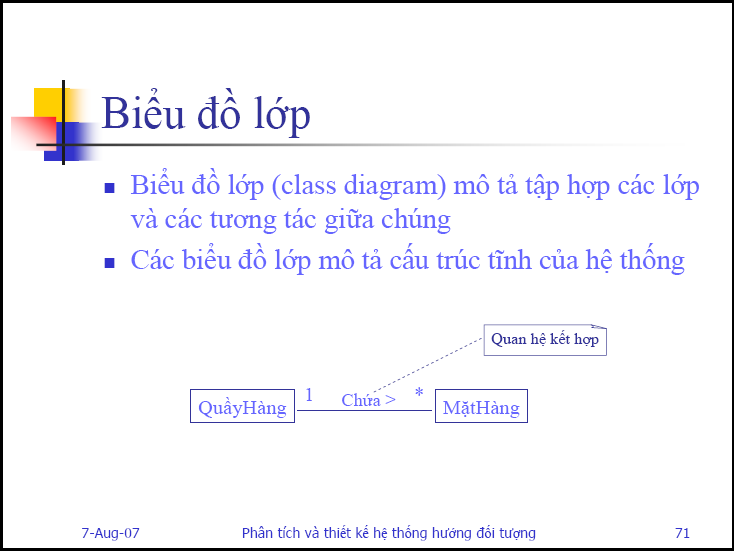 Biểu đồ lớp
Biểu đồ lớp (class diagram) mô tả tập hợp các lớp
và các tương tác giữa chúng
Các biểu đồ lớp mô tả cấu trúc tĩnh của hệ thống
Quan hệ kết hợp
QuầyHàng 1 Chứa > * MặtHàng
7-Aug-07 Phân tích và thiết kế hệ thống hướng đối tượng 71